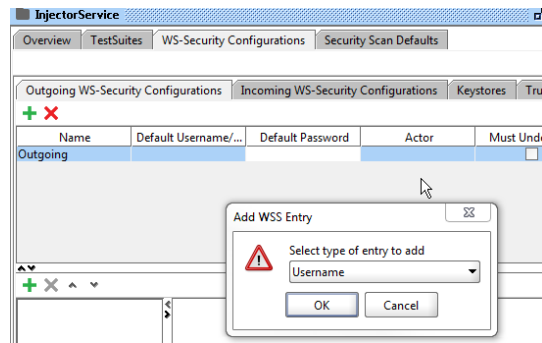 InjectorService
Overview TestSuites WS-Security Configurations Security Scan Defaults
Outgoing WS-Security Configurations Incoming WS-Security Configurations Keystores
Name Default Username/... Default Password Actor Must
Outgoing
Add WSS Entry
Select type of entry to add
Username
OK Cancel